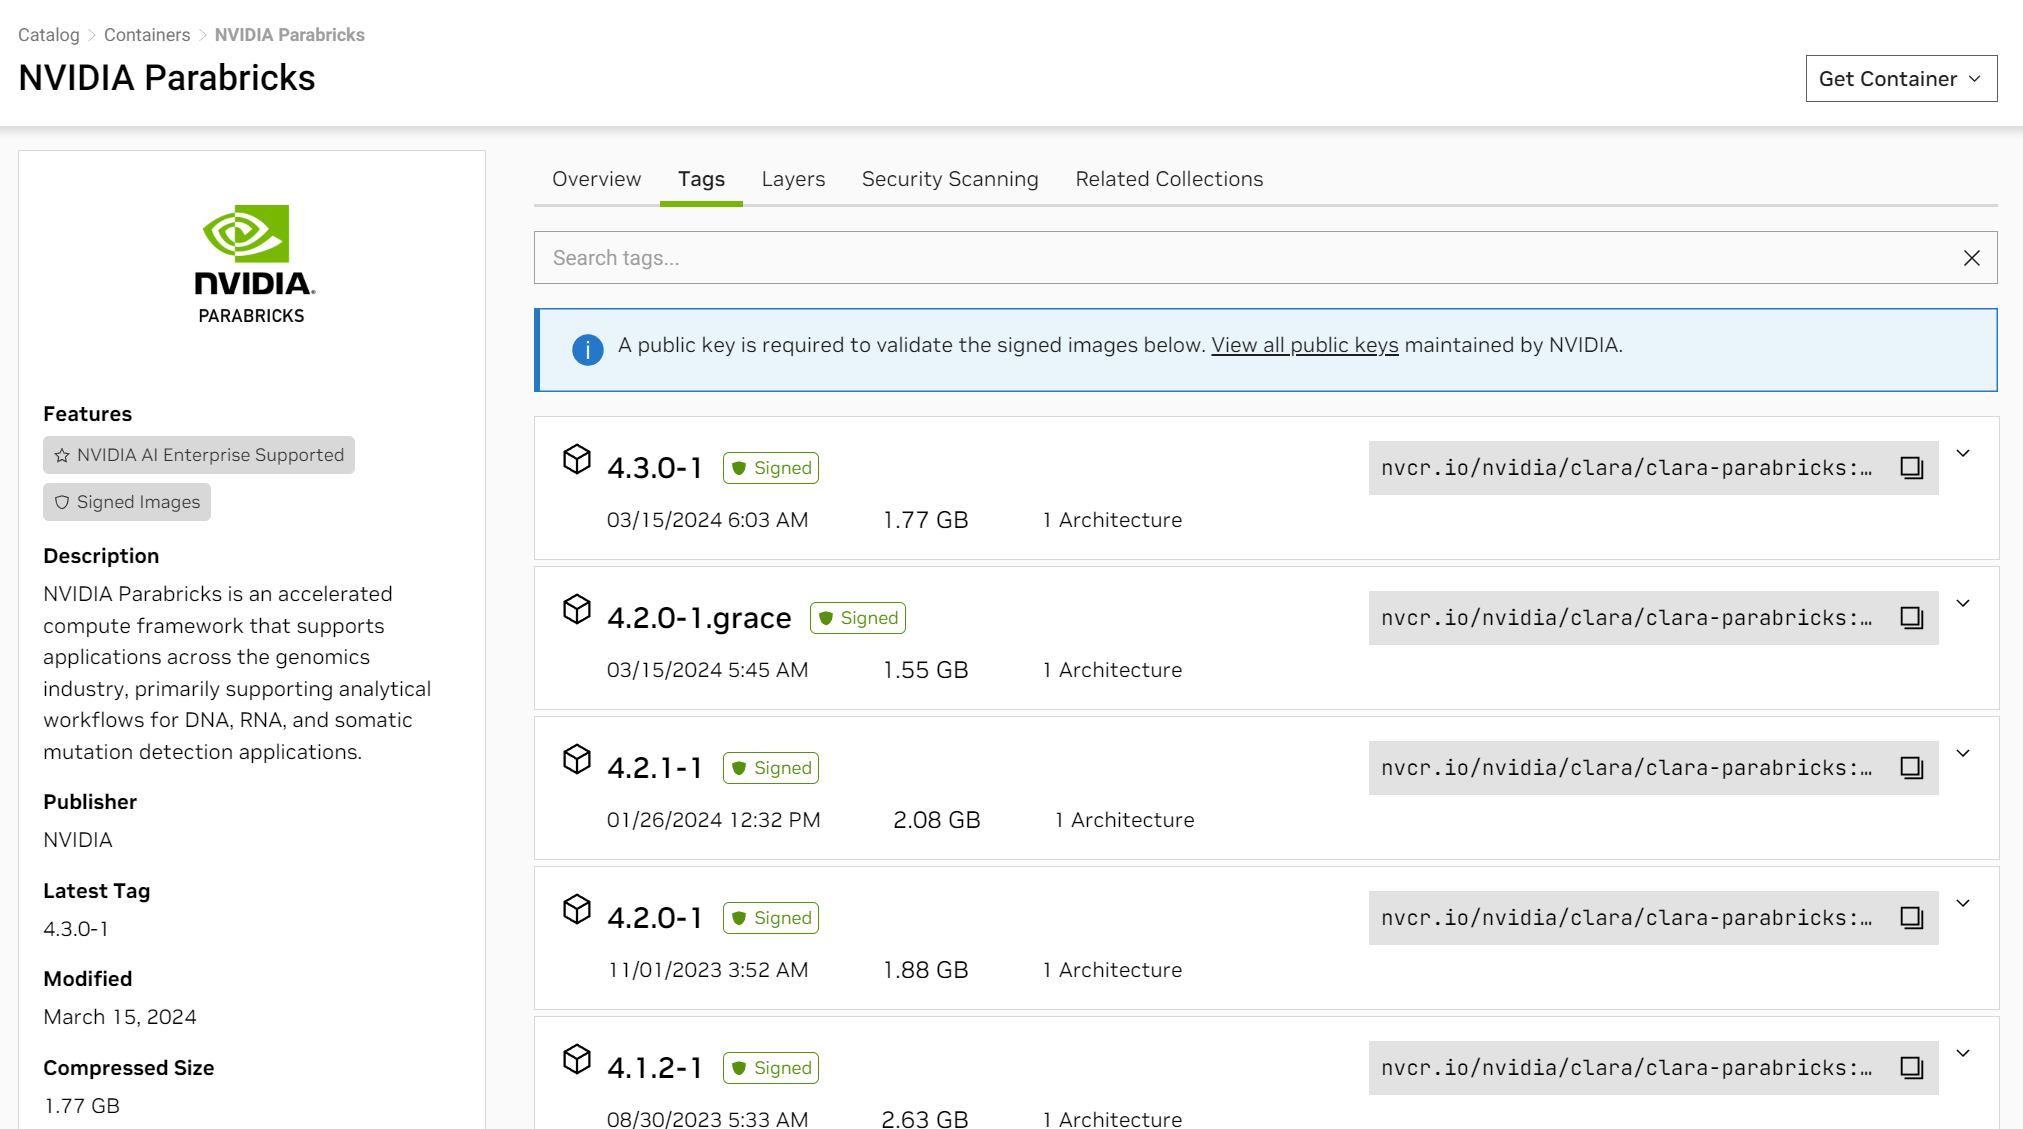 Catalog > Containers > NVIDIA Parabricks
NVIDIA Parabricks
Get Container
NVIDIA.
PARABRICKS
Features
NVIDIA AI Enterprise Supported
Signed Images
Description
NVIDIA Parabricks is an accelerated
compute framework that supports
applications across the genomics
industry, primarily supporting analytical
workflows for DNA, RNA, and somatic
mutation detection applications.
Publisher
NVIDIA
Latest Tag
4.3.0-1
Modified
March 15, 2024
Compressed Size
1.77 GB
Overview Tags Layers Security Scanning Related Collections
Search tags...
A public key is required to validate the signed images below. View all public keys maintained by NVIDIA.
4.3.0-1 Signed nvcr.io/nvidia/clara/clara-parabricks:…
03/15/2024 6:03 AM 1.77 GB 1 Architecture
4.2.0-1.grace Signed nvcr.io/nvidia/clara/clara-parabricks:…
03/15/2024 5:45 AM 1.55 GB 1 Architecture
4.2.1-1 Signed nvcr.io/nvidia/clara/clara-parabricks:…
01/26/2024 12:32 PM 2.08 GB 1 Architecture
4.2.0-1 Signed nvcr.io/nvidia/clara/clara-parabricks:…
11/01/2023 3:52 AM 1.88 GB 1 Architecture
4.1.2-1 Signed nvcr.io/nvidia/clara/clara-parabricks:…
08/30/2023 5:33 AM 2.63 GB 1 Architecture